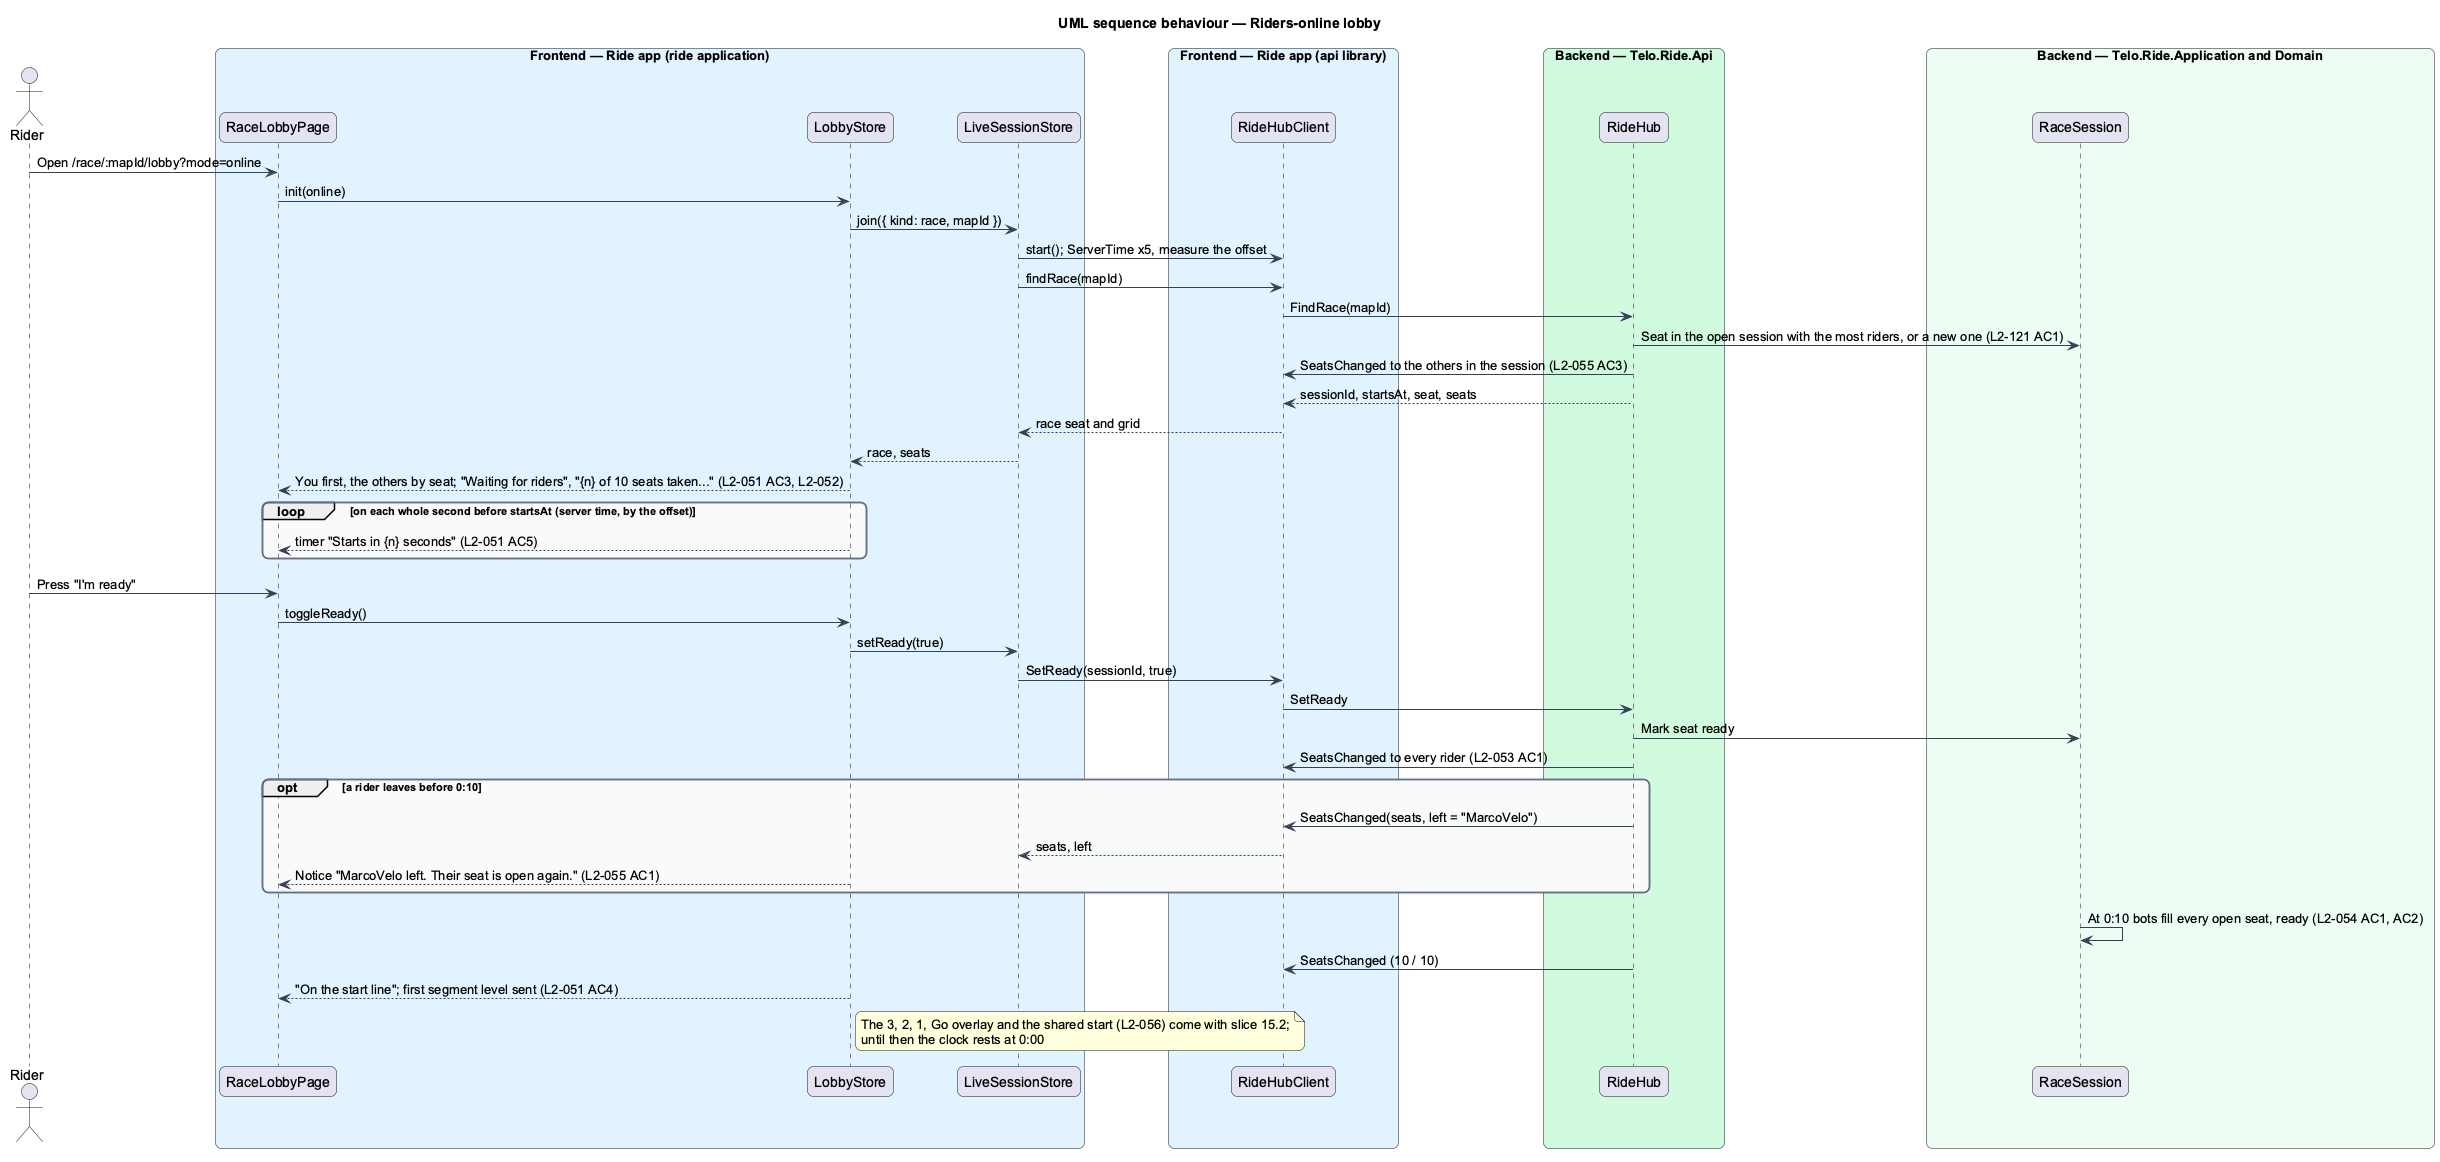 UML sequence behaviour — Riders-online lobby
Frontend — Ride app (ride application)
Frontend — Ride app (api library)
Backend — Telo.Ride.Api
Backend — Telo.Ride.Application and Domain
Rider
RaceLobbyPage
LobbyStore
LiveSessionStore
RideHubClient
RideHub
RaceSession
Open /race/:mapId/lobby?mode=online
init(online)
join({ kind: race, mapId })
start(); ServerTime x5, measure the offset
findRace(mapId)
FindRace(mapId)
Seat in the open session with the most riders, or a new one (L2-121 AC1)
SeatsChanged to the others in the session (L2-055 AC3)
sessionId, startsAt, seat, seats
race seat and grid
race, seats
You first, the others by seat; "Waiting for riders", "{n} of 10 seats taken..." (L2-051 AC3, L2-052)
loop
[on each whole second before startsAt (server time, by the offset)]
timer "Starts in {n} seconds" (L2-051 AC5)
Press "I'm ready"
toggleReady()
setReady(true)
SetReady(sessionId, true)
SetReady
Mark seat ready
SeatsChanged to every rider (L2-053 AC1)
opt
[a rider leaves before 0:10]
SeatsChanged(seats, left = "MarcoVelo")
seats, left
Notice "MarcoVelo left. Their seat is open again." (L2-055 AC1)
At 0:10 bots fill every open seat, ready (L2-054 AC1, AC2)
SeatsChanged (10 / 10)
"On the start line"; first segment level sent (L2-051 AC4)
The 3, 2, 1, Go overlay and the shared start (L2-056) come with slice 15.2;
until then the clock rests at 0:00
Rider
RaceLobbyPage
LobbyStore
LiveSessionStore
RideHubClient
RideHub
RaceSession